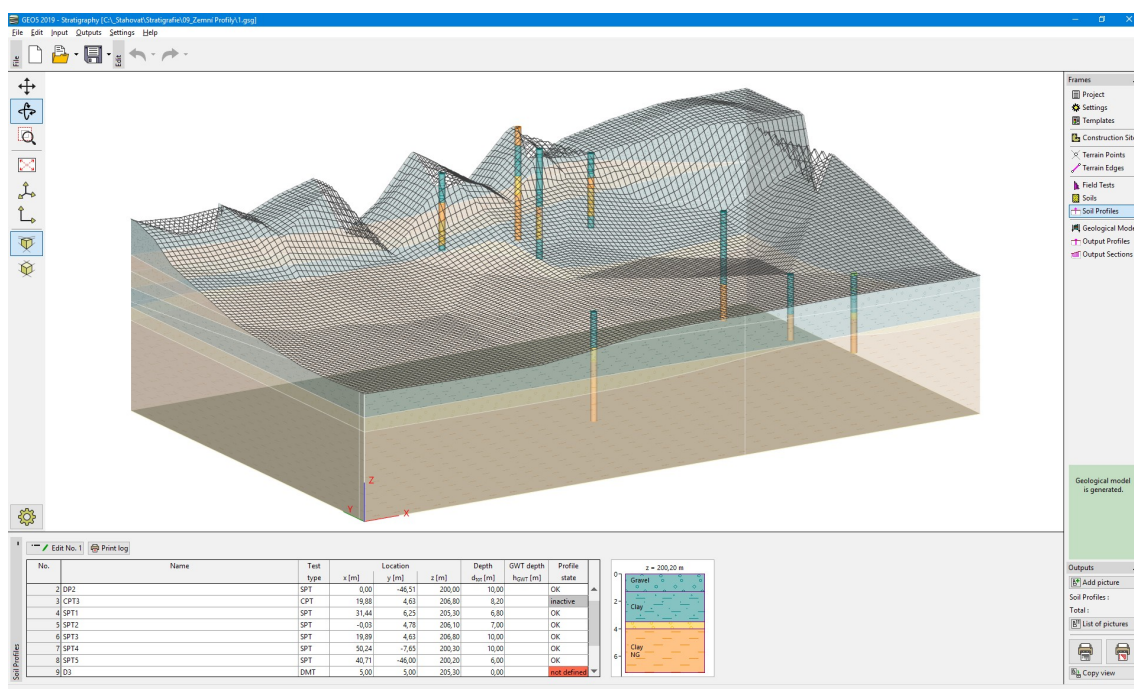 GEO5 2019 - Stratigraphy [C:\_Stahovat\Stratigrafie\09_Zemni Profily\1.gsg]
File Edit Input Outputs Settings Help
File
Edit
Frames
Project
Settings
Templates
Construction Site
Terrain Points
Terrain Edges
Field Tests
Soils
Soil Profiles
Geological Mode
Output Profiles
Output Sections
Z
Y
X
Geological model
is generated.
Edit No. 1 Print log
No. Name Test Location Depth GWT depth Profile
type x [m] y [m] z [m] dtot [m] hGWT [m] state
2 DP2 SPT 0,00 -46,51 200,00 10,00 OK
3 CPT3 CPT 19,88 4,63 206,80 8,20 inactive
4 SPT1 SPT 31,44 6,25 205,30 6,80 OK
5 SPT2 SPT -0,03 4,78 206,10 7,00 OK
6 SPT3 SPT 19,89 4,63 206,80 10,00 OK
7 SPT4 SPT 50,24 -7,65 200,30 10,00 OK
8 SPT5 SPT 40,71 -46,00 200,20 6,00 OK
9 D3 DMT 5,00 5,00 205,30 0,00 not defined
Soil Profiles
z = 200,20 m
0
Gravel
2
Clay
4
Clay
NG
6
Outputs
Add picture
Soil Profiles :
Total :
List of pictures
Copy view